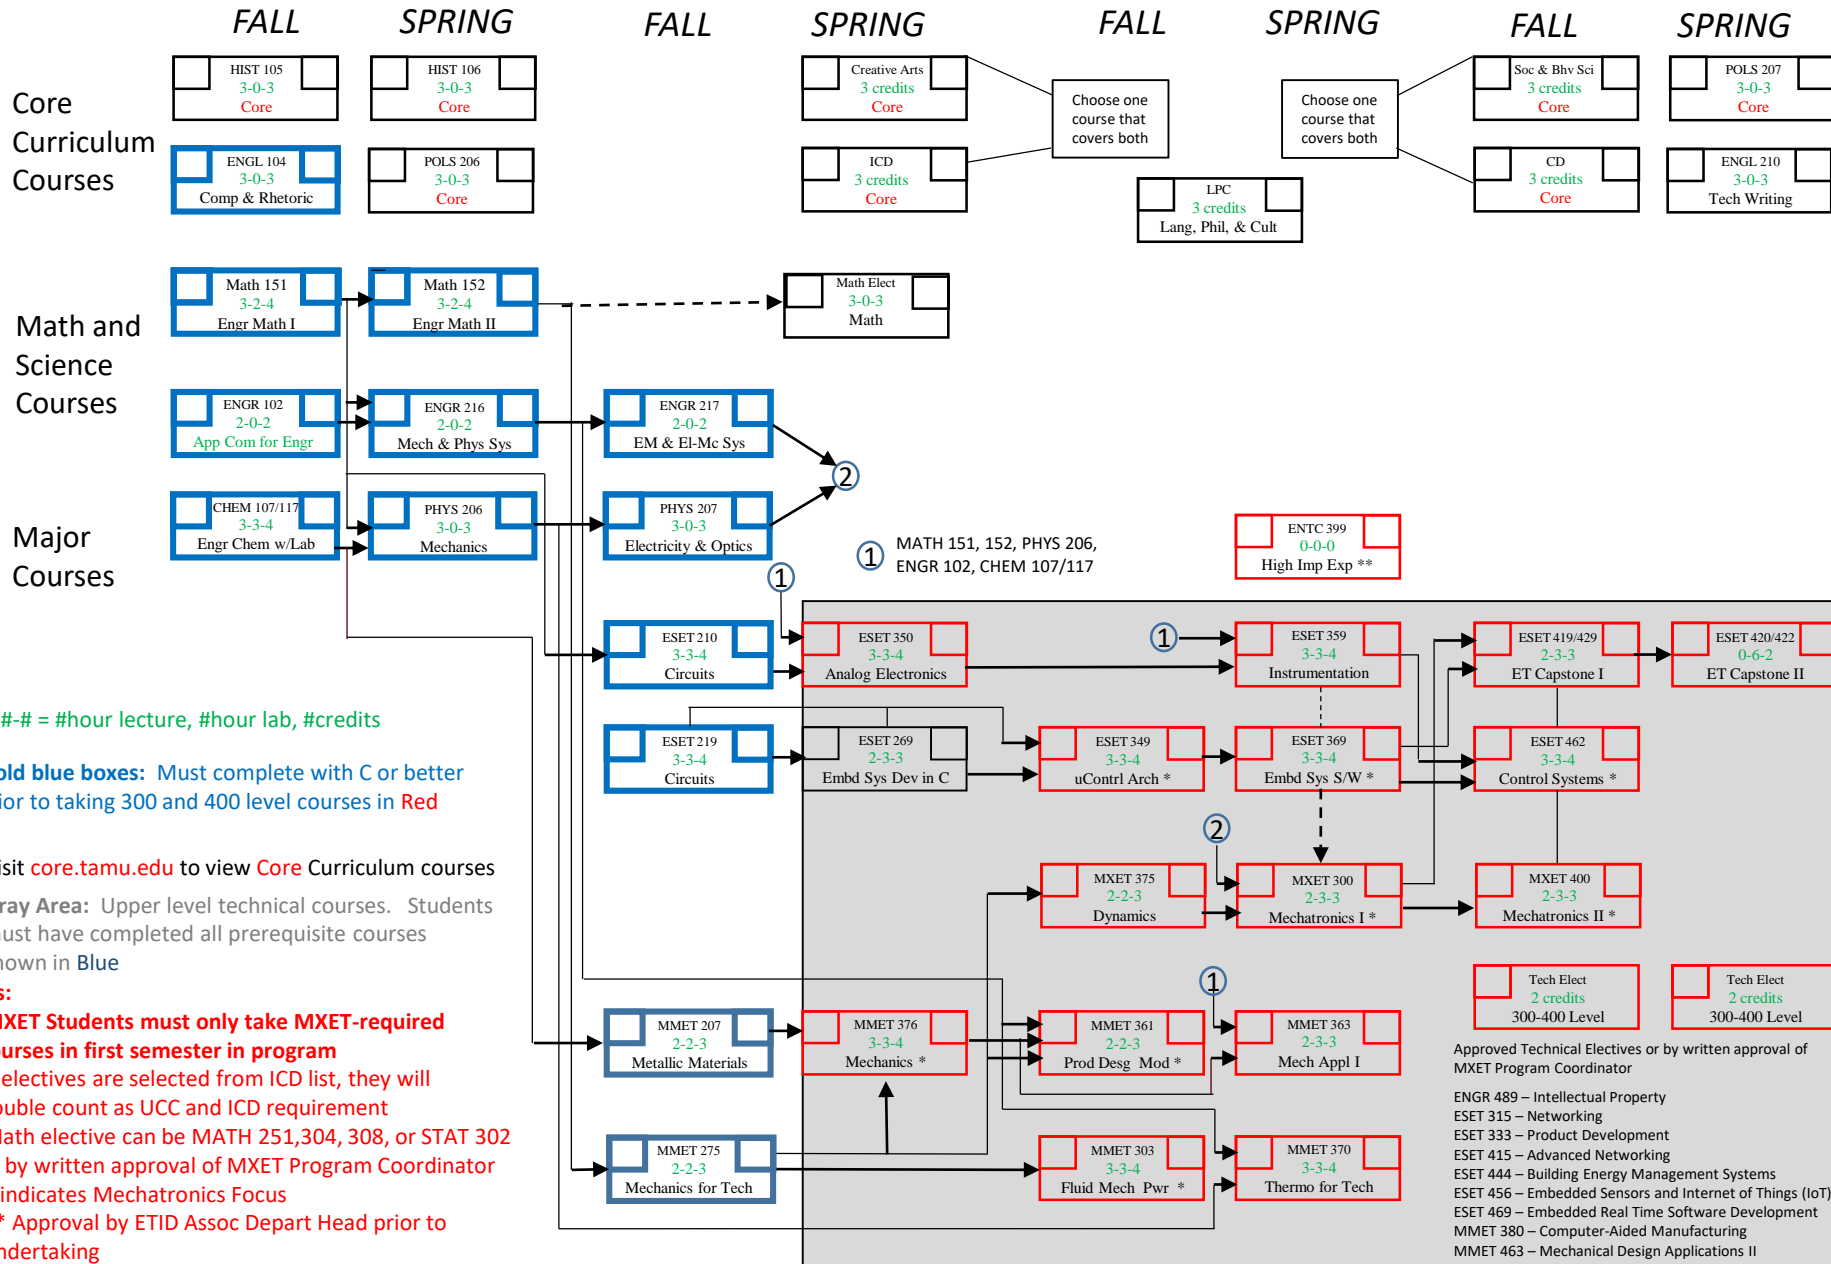 FALL SPRING FALL SPRING FALL SPRING FALL SPRING
Core
Curriculum
Courses
HIST 105
3-0-3
Core
HIST 106
3-0-3
Core
Creative Arts
3 credits
Core
Choose one
course that
covers both
Choose one
course that
covers both
Soc & Bhv Sci
3 credits
Core
POLS 207
3-0-3
Core
ENGL 104
3-0-3
Comp & Rhetoric
POLS 206
3-0-3
Core
ICD
3 credits
Core
LPC
3 credits
Lang, Phil, & Cult
CD
3 credits
Core
ENGL 210
3-0-3
Tech Writing
Math and
Science
Courses
Math 151
3-2-4
Engr Math I
Math 152
3-2-4
Engr Math II
Math Elect
3-0-3
Math
ENGR 102
2-0-2
App Com for Engr
ENGR 216
2-0-2
Mech & Phys Sys
ENGR 217
2-0-2
EM & El-Mc Sys
2
Major
Courses
CHEM 107/117
3-3-4
Engr Chem w/Lab
PHYS 206
3-0-3
Mechanics
PHYS 207
3-0-3
Electricity & Optics
1
MATH 151, 152, PHYS 206,
ENGR 102, CHEM 107/117
ENTC 399
0-0-0
High Imp Exp **
1
ESET 210
3-3-4
Circuits
ESET 350
3-3-4
Analog Electronics
1
ESET 359
3-3-4
Instrumentation
ESET 419/429
2-3-3
ET Capstone I
ESET 420/422
0-6-2
ET Capstone II
ESET 219
3-3-4
Circuits
ESET 269
2-3-3
Embd Sys Dev in C
ESET 349
3-3-4
uContrl Arch *
ESET 369
3-3-4
Embd Sys S/W *
ESET 462
3-3-4
Control Systems *
2
MXET 375
2-2-3
Dynamics
MXET 300
2-3-3
Mechatronics I *
MXET 400
2-3-3
Mechatronics II *
1
MMET 207
2-2-3
Metallic Materials
MMET 376
3-3-4
Mechanics *
MMET 361
2-2-3
Prod Desg Mod *
MMET 363
2-3-3
Mech Appl I
Tech Elect
2 credits
300-400 Level
Tech Elect
2 credits
300-400 Level
MMET 275
2-2-3
Mechanics for Tech
MMET 303
3-3-4
Fluid Mech Pwr *
MMET 370
3-3-4
Thermo for Tech
#-# = #hour lecture, #hour lab, #credits
old blue boxes: Must complete with C or better
ior to taking 300 and 400 level courses in Red
isit core.tamu.edu to view Core Curriculum courses
ray Area: Upper level technical courses. Students
ust have completed all prerequisite courses
hown in Blue
s:
MXET Students must only take MXET-required
ourses in first semester in program
electives are selected from ICD list, they will
ouble count as UCC and ICD requirement
Math elective can be MATH 251,304, 308, or STAT 302
by written approval of MXET Program Coordinator
indicates Mechatronics Focus
* Approval by ETID Assoc Depart Head prior to
ndertaking
Approved Technical Electives or by written approval of
MXET Program Coordinator
ENGR 489 – Intellectual Property
ESET 315 – Networking
ESET 333 – Product Development
ESET 415 – Advanced Networking
ESET 444 – Building Energy Management Systems
ESET 456 – Embedded Sensors and Internet of Things (IoT)
ESET 469 – Embedded Real Time Software Development
MMET 380 – Computer-Aided Manufacturing
MMET 463 – Mechanical Design Applications II